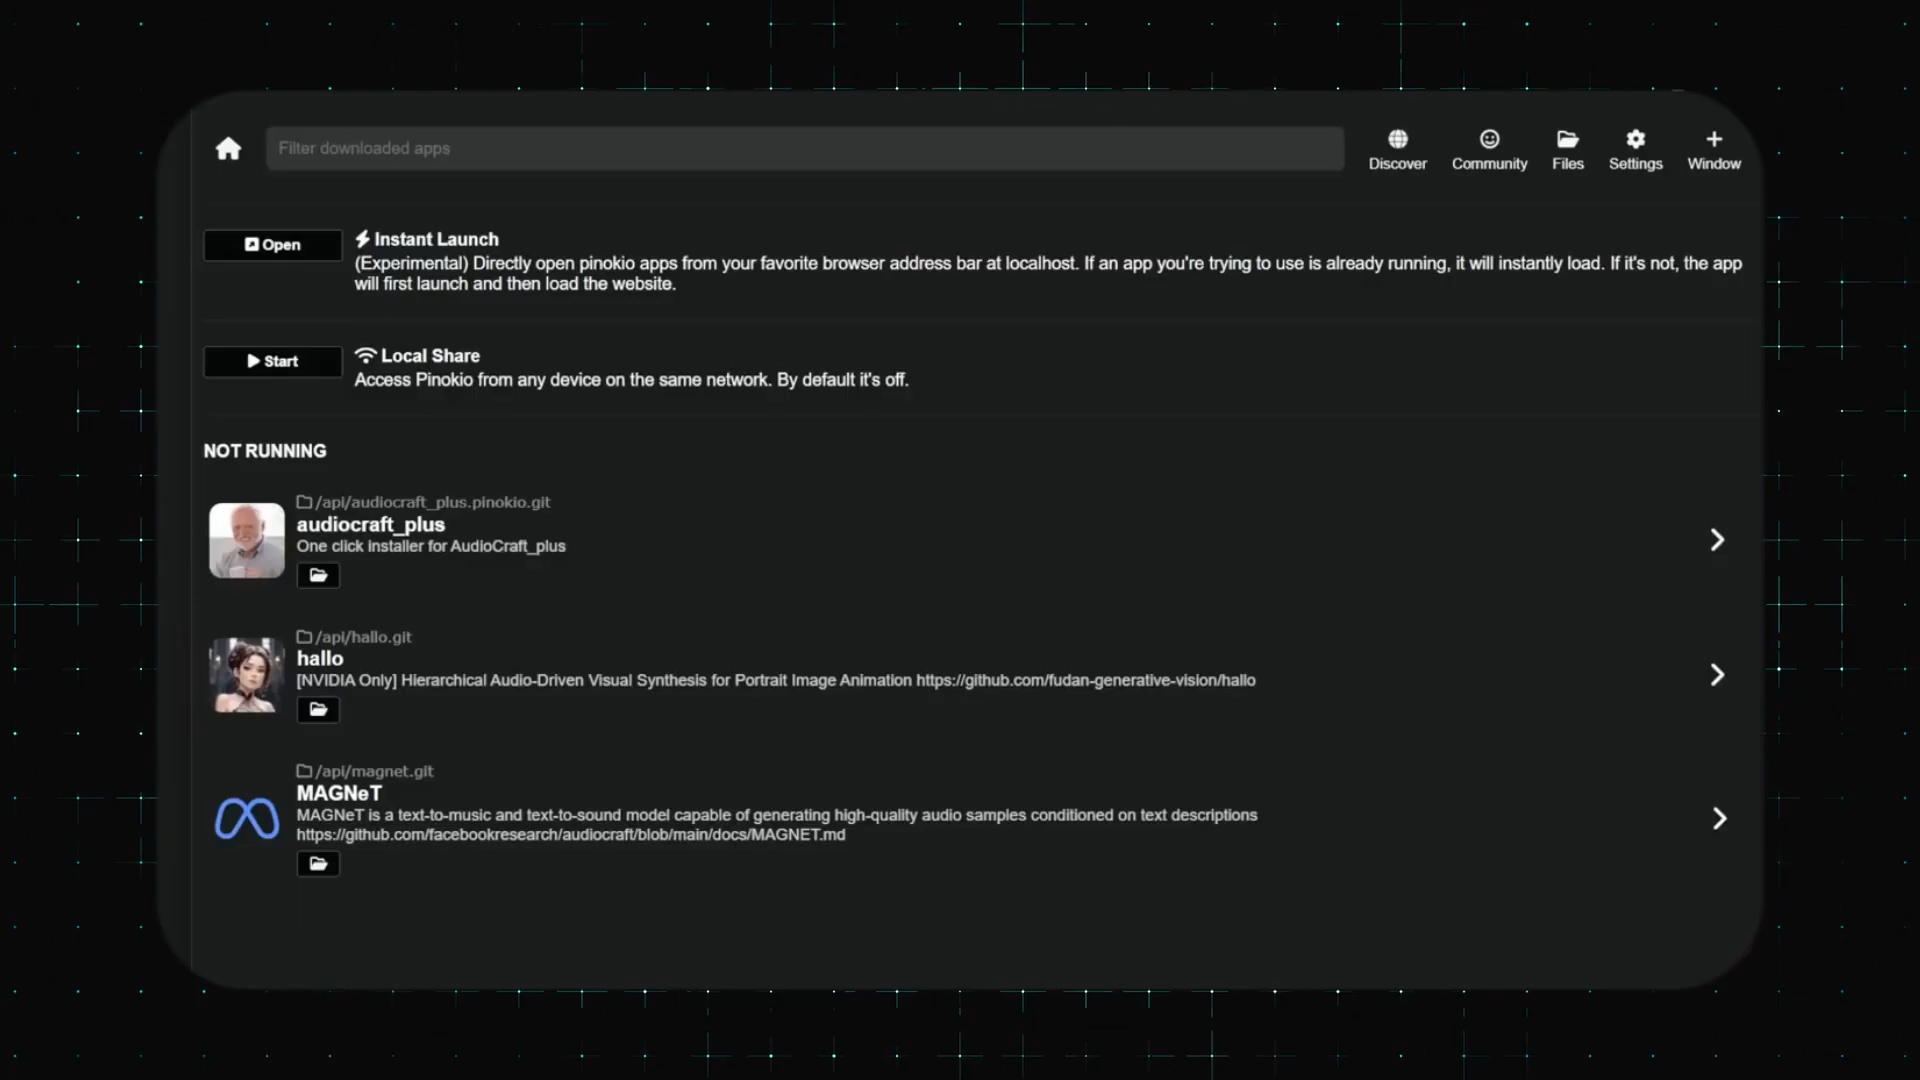 Filter downloaded apps
Discover
Community
Files
Settings
Window
Open
Instant Launch
(Experimental) Directly open pinokio apps from your favorite browser address bar at localhost. If an app you're trying to use is already running, it will instantly load. If it's not, the app
will first launch and then load the website.
Start
Local Share
Access Pinokio from any device on the same network. By default it's off.
NOT RUNNING
/api/audiocraft_plus.pinokio.git
audiocraft_plus
One click installer for AudioCraft_plus
/api/hallo.git
hallo
[NVIDIA Only] Hierarchical Audio-Driven Visual Synthesis for Portrait Image Animation https://github.com/fudan-generative-vision/hallo
/api/magnet.git
MAGNeT
MAGNeT is a text-to-music and text-to-sound model capable of generating high-quality audio samples conditioned on text descriptions
https://github.com/facebookresearch/audiocraft/blob/main/docs/MAGNET.md